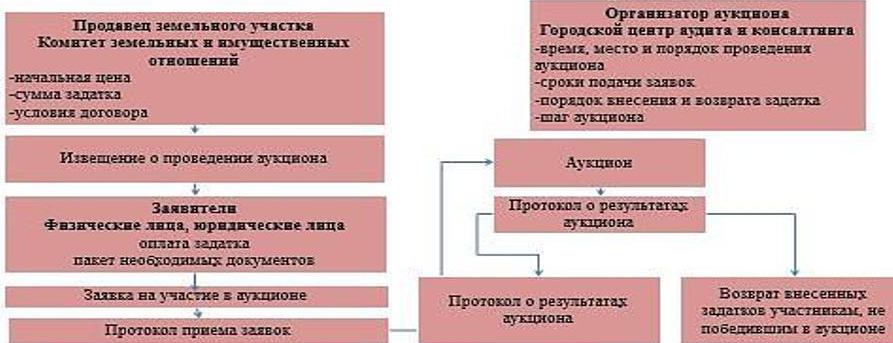 Продавец земельного участка
Комитет земельных и имущественных
отношений
-начальная цена
-сумма задатка
-условия договора
Извещение о проведении аукциона
Заявители
Физические лица, юридические лица
оплата задатка
пакет необходимых документов
Заявка на участие в аукционе
Протокол приема заявок
Организатор аукциона
Городской центр аудита и консалтинга
-время, место и порядок проведения
аукциона
-сроки подачи заявок
-порядок внесения и возврата задатка
-шаг аукциона
Аукцион
Протокол о результатах
аукциона
Протокол о результатах
аукциона
Возврат внесенных
задатков участникам, не
победившим в аукционе